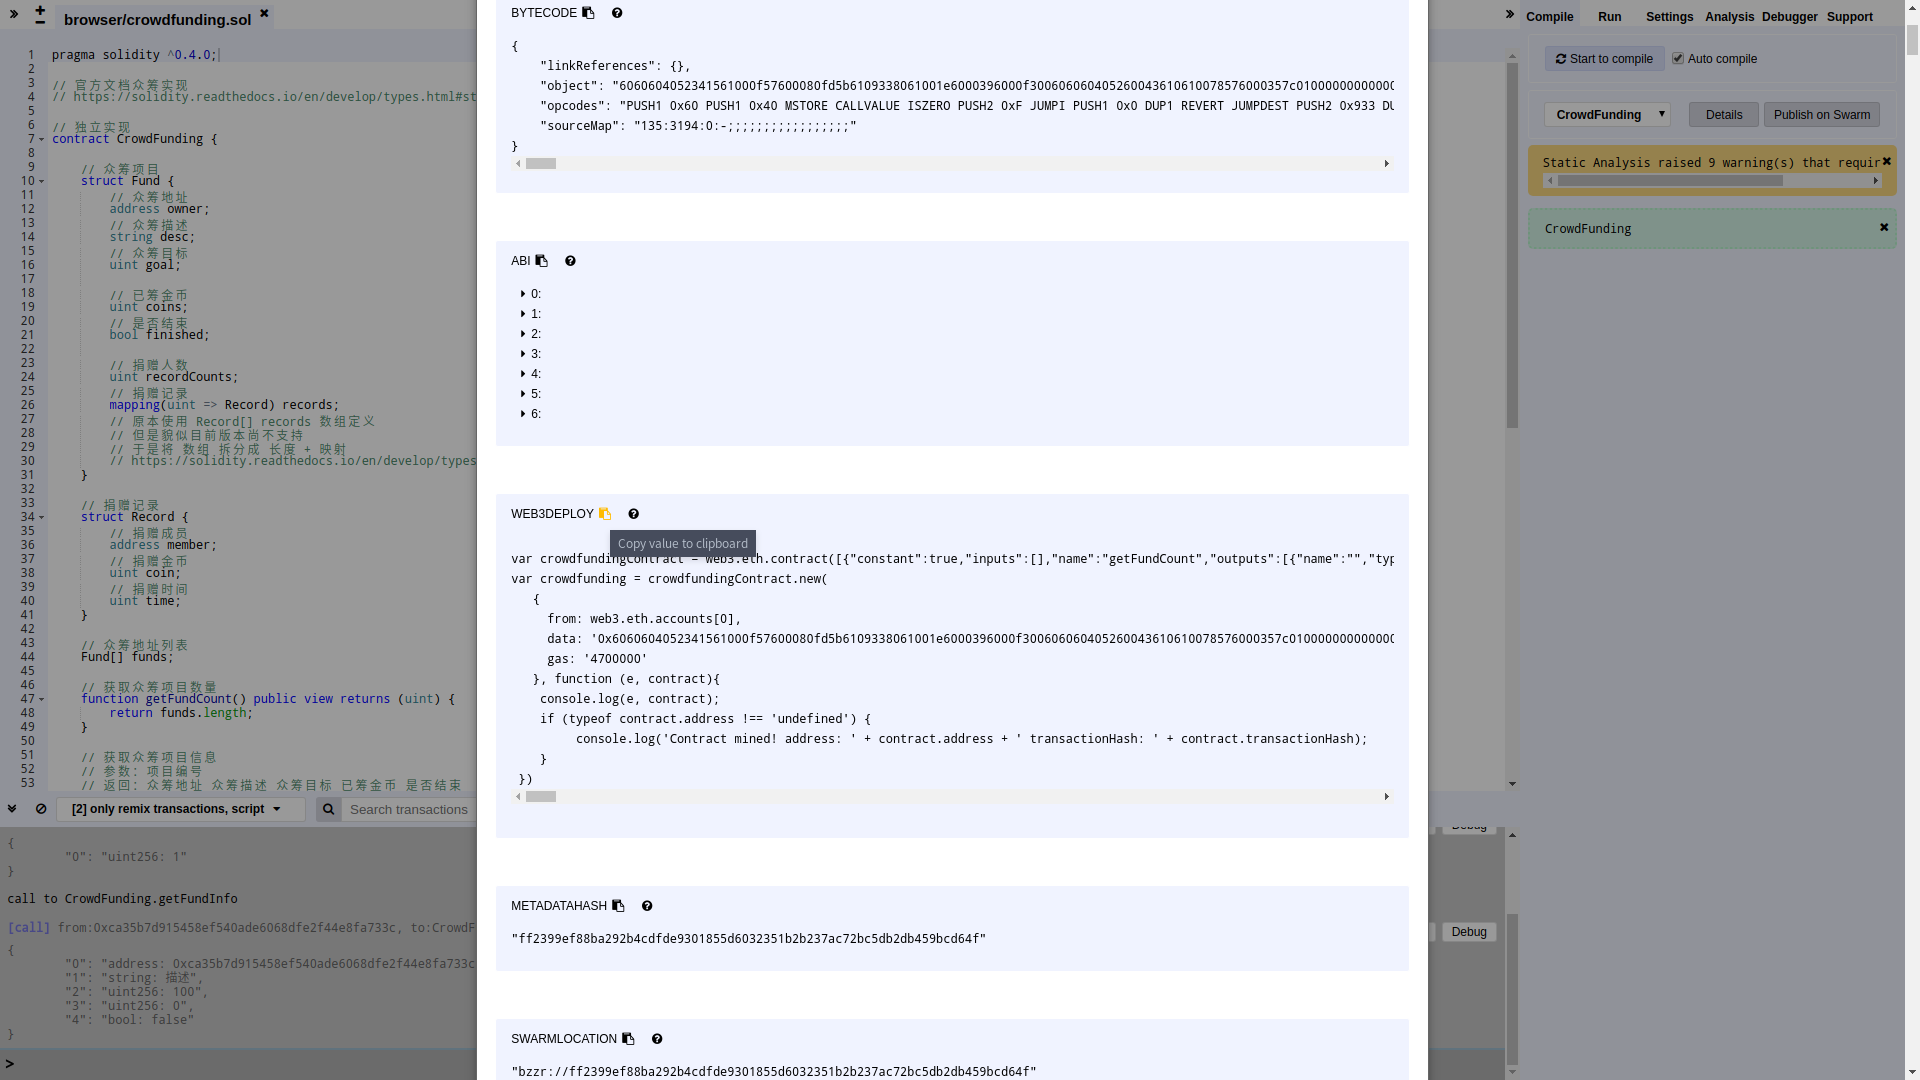 browser/crowdfunding.sol
1 pragma solidity ^0.4.0;
2
3 // 官方文档众筹实现
4 // https://solidity.readthedocs.io/en/develop/types.html#st
5
6 // 独立实现
7 contract CrowdFunding {
8
9 // 众筹项目
10 struct Fund {
11 // 众筹地址
12 address owner;
13 // 众筹描述
14 string desc;
15 // 众筹目标
16 uint goal;
17
18 // 已筹金币
19 uint coins;
20 // 是否结束
21 bool finished;
22
23 // 捐赠人数
24 uint recordCounts;
25 // 捐赠记录
26 mapping(uint => Record) records;
27 // 原本使用 Record[] records 数组定义
28 // 但是貌似目前版本尚不支持
29 // 于是将 数组 拆分成 长度 + 映射
30 // https://solidity.readthedocs.io/en/develop/types
31 }
32
33 // 捐赠记录
34 struct Record {
35 // 捐赠成员
36 address member;
37 // 捐赠金币
38 uint coin;
39 // 捐赠时间
40 uint time;
41 }
42
43 // 众筹地址列表
44 Fund[] funds;
45
46 // 获取众筹项目数量
47 function getFundCount() public view returns (uint) {
48 return funds.length;
49 }
50
51 // 获取众筹项目信息
52 // 参数: 项目编号
53 // 返回: 众筹地址 众筹描述 众筹目标 已筹金币 是否结束
[2] only remix transactions, script
Search transactions
{
"0": "uint256: 1"
}
call to CrowdFunding.getFundInfo
[call] from:0xca35b7d915458ef540ade6068dfe2f44e8fa733c, to:CrowdF
{
"0": "address: 0xca35b7d915458ef540ade6068dfe2f44e8fa733c
"1": "string: 描述",
"2": "uint256: 100",
"3": "uint256: 0",
"4": "bool: false"
}
>
BYTECODE
{
"linkReferences": {},
"object": "6060604052341561000f57600080fd5b6109338061001e6000396000f30060606040526004361061007857​6000357c01000000000000
"opcodes": "PUSH1 0x60 PUSH1 0x40 MSTORE CALLVALUE ISZERO PUSH2 0xF JUMPI PUSH1 0x0 DUP1 REVERT JUMPDEST PUSH2 0x933 DU
"sourceMap": "135:3194:0:-;;;;;;;;;;;;;;;;;"
}
ABI
0:
1:
2:
3:
4:
5:
6:
WEB3DEPLOY
Copy value to clipboard
var crowdfundingContract = web3.eth.contract([{"constant":true,"inputs":[],"name":"getFundCount","outputs":[{"name":"","typ
var crowdfunding = crowdfundingContract.new(
{
from: web3.eth.accounts[0],
data: '0x6060604052341561000f57600080fd5b6109338061001e6000396000f300606060405260043610610078576000357c01000000000000
gas: '4700000'
}, function (e, contract){
console.log(e, contract);
if (typeof contract.address !== 'undefined') {
console.log('Contract mined! address: ' + contract.address + ' transactionHash: ' + contract.transactionHash);
}
})
METADATAHASH
"ff2399ef88ba292b4cdfde9301855d6032351b2b237ac72bc5db2db459bcd64f"
SWARMLOCATION
"bzzr://ff2399ef88ba292b4cdfde9301855d6032351b2b237ac72bc5db2db459bcd64f"
Debug
Debug
Compile Run Settings Analysis Debugger Support
Start to compile Auto compile
CrowdFunding Details Publish on Swarm
Static Analysis raised 9 warning(s) that requir
CrowdFunding